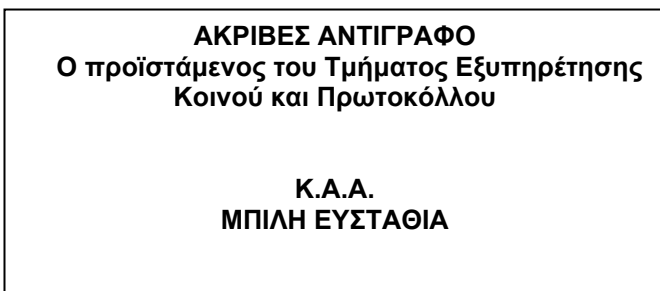 ΑΚΡΙΒΕΣ ΑΝΤΙΓΡΑΦΟ
Ο προϊστάμενος του Τμήματος Εξυπηρέτησης
Κοινού και Πρωτοκόλλου
Κ.Α.Α.
ΜΠΙΛΗ ΕΥΣΤΑΘΙΑ